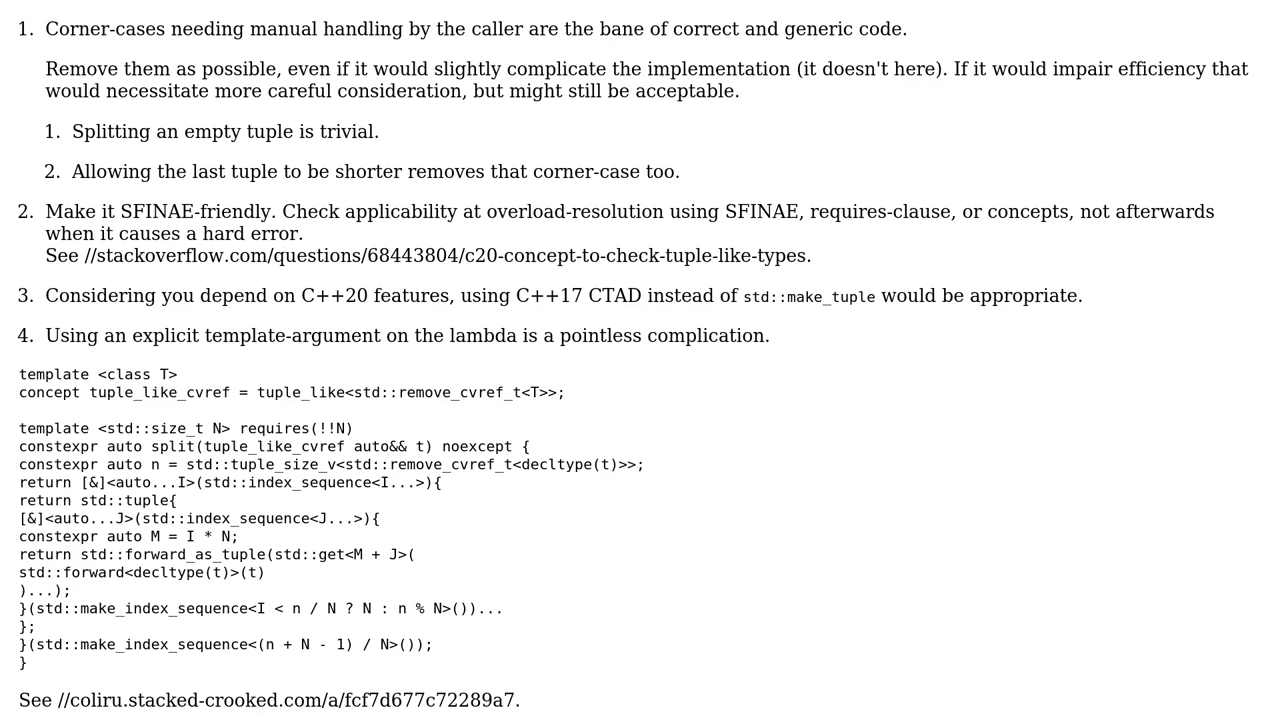 1. Corner-cases needing manual handling by the caller are the bane of correct and generic code.
Remove them as possible, even if it would slightly complicate the implementation (it doesn't here). If it would impair efficiency that
would necessitate more careful consideration, but might still be acceptable.
1. Splitting an empty tuple is trivial.
2. Allowing the last tuple to be shorter removes that corner-case too.
2. Make it SFINAE-friendly. Check applicability at overload-resolution using SFINAE, requires-clause, or concepts, not afterwards
when it causes a hard error.
See //stackoverflow.com/questions/68443804/c20-concept-to-check-tuple-like-types.
3. Considering you depend on C++20 features, using C++17 CTAD instead of std::make_tuple would be appropriate.
4. Using an explicit template-argument on the lambda is a pointless complication.
template <class T>
concept tuple_like_cvref = tuple_like<std::remove_cvref_t<T>>;
template <std::size_t N> requires(!!N)
constexpr auto split(tuple_like_cvref auto&& t) noexcept {
constexpr auto n = std::tuple_size_v<std::remove_cvref_t<decltype(t)>>;
return [&]<auto...I>(std::index_sequence<I...>){
return std::tuple{
[&]<auto...J>(std::index_sequence<J...>){
constexpr auto M = I * N;
return std::forward_as_tuple(std::get<M + J>(
std::forward<decltype(t)>(t)
)...);
}(std::make_index_sequence<I < n / N ? N : n % N>())...
};
}(std::make_index_sequence<(n + N - 1) / N>());
}
See //coliru.stacked-crooked.com/a/fcf7d677c72289a7.